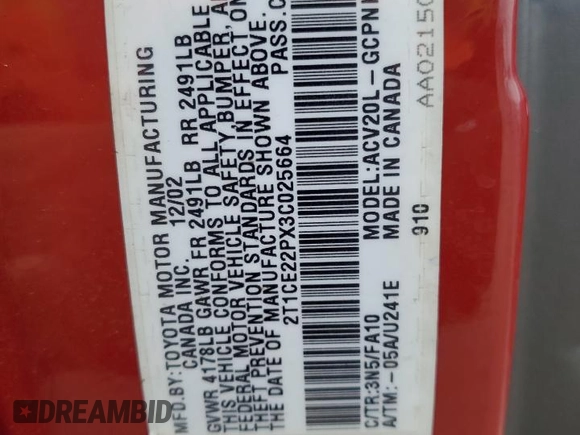 MFD.BY:TOYOTA MOTOR MANUFACTURING
CANADA INC. 12/02
GVWR 4178LB GAWR FR 2491LB RR 2491LB
THIS VEHICLE CONFORMS TO ALL APPLICABLE
FEDERAL MOTOR VEHICLE SAFETY, BUMPER, AN
THEFT PREVENTION STANDARDS IN EFFECT ON
THE DATE OF MANUFACTURE SHOWN ABOVE.
2T1CE22PX3C025664 PASS.C
C/TR:3N5/FA10 MODEL:ACV20L-GCPN
A/TM:-05A/U241E MADE IN CANADA
910 AA02150
DREAMBID